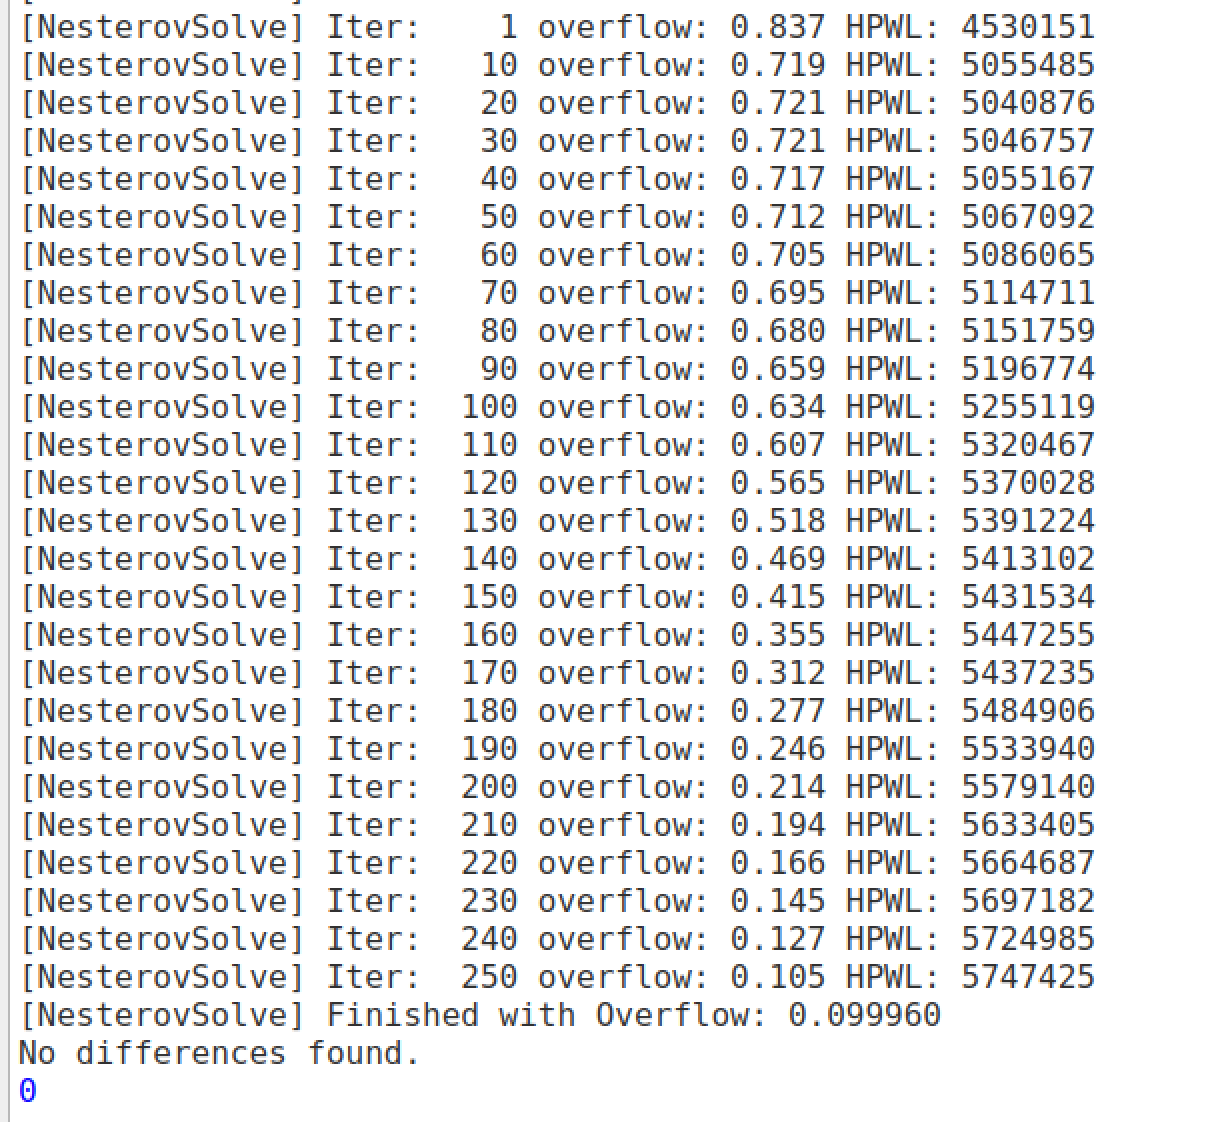 [NesterovSolve] Iter:    1 overflow: 0.837 HPWL: 4530151
[NesterovSolve] Iter:   10 overflow: 0.719 HPWL: 5055485
[NesterovSolve] Iter:   20 overflow: 0.721 HPWL: 5040876
[NesterovSolve] Iter:   30 overflow: 0.721 HPWL: 5046757
[NesterovSolve] Iter:   40 overflow: 0.717 HPWL: 5055167
[NesterovSolve] Iter:   50 overflow: 0.712 HPWL: 5067092
[NesterovSolve] Iter:   60 overflow: 0.705 HPWL: 5086065
[NesterovSolve] Iter:   70 overflow: 0.695 HPWL: 5114711
[NesterovSolve] Iter:   80 overflow: 0.680 HPWL: 5151759
[NesterovSolve] Iter:   90 overflow: 0.659 HPWL: 5196774
[NesterovSolve] Iter:  100 overflow: 0.634 HPWL: 5255119
[NesterovSolve] Iter:  110 overflow: 0.607 HPWL: 5320467
[NesterovSolve] Iter:  120 overflow: 0.565 HPWL: 5370028
[NesterovSolve] Iter:  130 overflow: 0.518 HPWL: 5391224
[NesterovSolve] Iter:  140 overflow: 0.469 HPWL: 5413102
[NesterovSolve] Iter:  150 overflow: 0.415 HPWL: 5431534
[NesterovSolve] Iter:  160 overflow: 0.355 HPWL: 5447255
[NesterovSolve] Iter:  170 overflow: 0.312 HPWL: 5437235
[NesterovSolve] Iter:  180 overflow: 0.277 HPWL: 5484906
[NesterovSolve] Iter:  190 overflow: 0.246 HPWL: 5533940
[NesterovSolve] Iter:  200 overflow: 0.214 HPWL: 5579140
[NesterovSolve] Iter:  210 overflow: 0.194 HPWL: 5633405
[NesterovSolve] Iter:  220 overflow: 0.166 HPWL: 5664687
[NesterovSolve] Iter:  230 overflow: 0.145 HPWL: 5697182
[NesterovSolve] Iter:  240 overflow: 0.127 HPWL: 5724985
[NesterovSolve] Iter:  250 overflow: 0.105 HPWL: 5747425
[NesterovSolve] Finished with Overflow: 0.099960
No differences found.
0